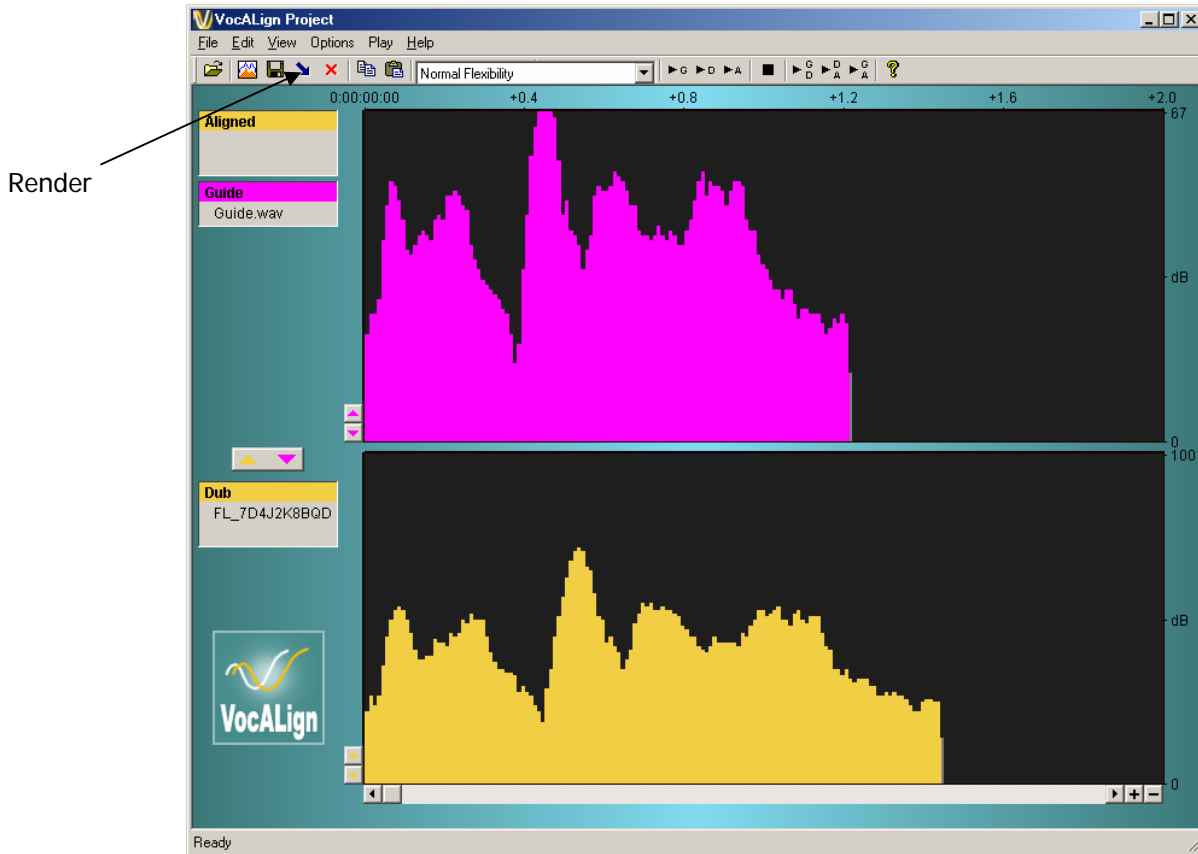 VocALign Project
File Edit View Options Play Help
Normal Flexibility G D A G D D A G A
0:00:00:00 +0.4 +0.8 +1.2 +1.6 +2.0
Aligned
67
Render
Guide
Guide.wav
dB
0
100
Dub
FL_7D4J2K8BQD
dB
VocALign
0
Ready